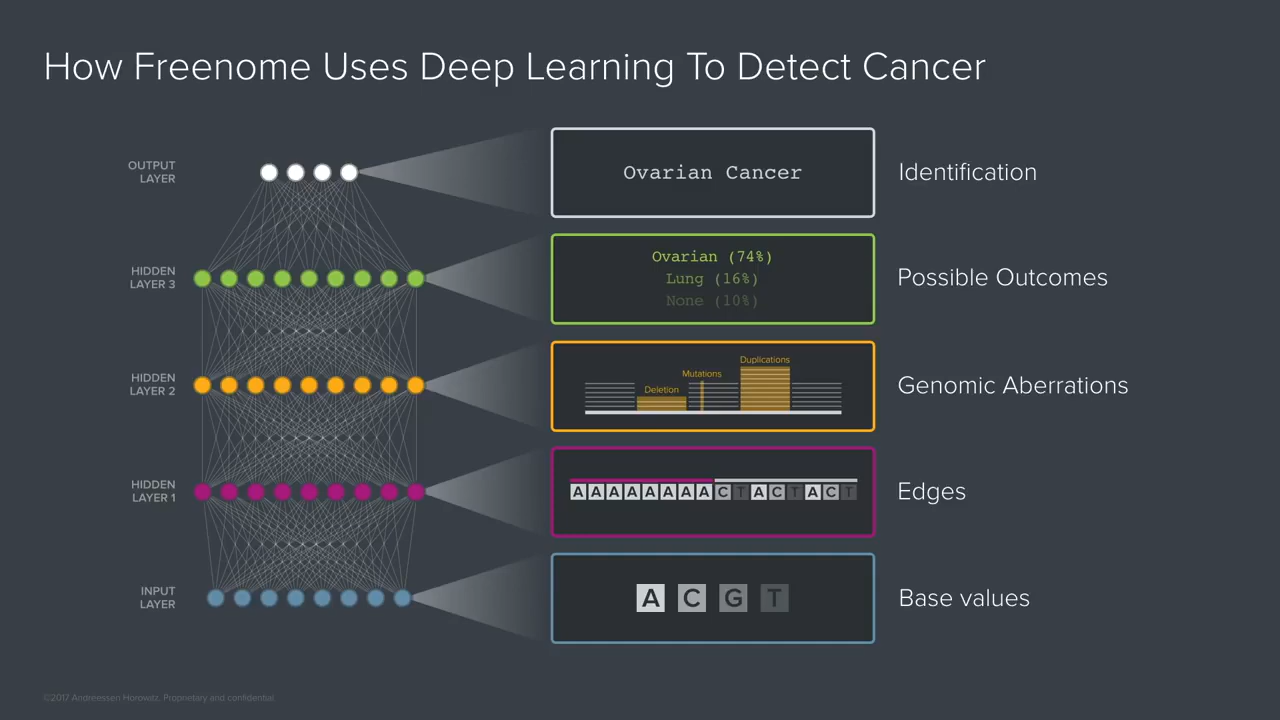 How Freenome Uses Deep Learning To Detect Cancer
OUTPUT
LAYER
Ovarian Cancer
Identification
HIDDEN
LAYER 3
Ovarian (74%)
Lung (16%)
None (10%)
Possible Outcomes
HIDDEN
LAYER 2
Duplications
Mutations
Deletion
Genomic Aberrations
HIDDEN
LAYER 1
AAAAAAAACTACTACT
Edges
INPUT
LAYER
A C G T
Base values
©2017 Andreessen Horowitz. Proprietary and confidential.